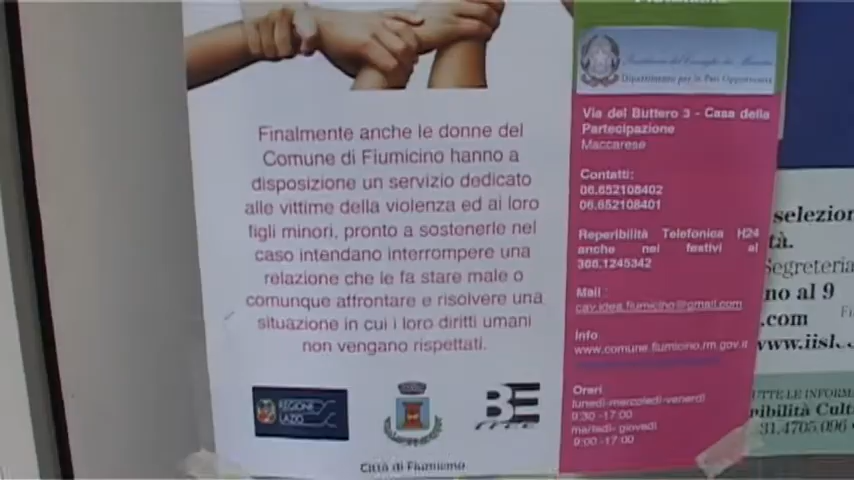 Finalmente anche le donne del
Comune di Fiumicino hanno a
disposizione un servizio dedicato
alle vittime della violenza ed ai loro
figli minori, pronto a sostenerle nel
caso intendano interrompere una
relazione che le fa stare male o
comunque affrontare e risolvere una
situazione in cui i loro diritti umani
non vengano rispettati.
REGIONE
LAZIO
BE
free
Città di Fiumicino
Dipartimento per le Pari Opportunità
Via del Buttero 3 - Casa della
Partecipazione
Maccarese
Contatti:
06.652108402
06.652108401
Reperibilità Telefonica H24
anche nei festivi al
366.1245342
Mail
cav.idea.fiumicino@gmail.com
Info
www.comune.fiumicino.rm.gov.it
Orari
lunedì-mercoledì-venerdì
9:30 -17:00
martedì- giovedì
9:00 -17:00
selezion
tà.
Segreteria
no al 9
.com
www.iisl